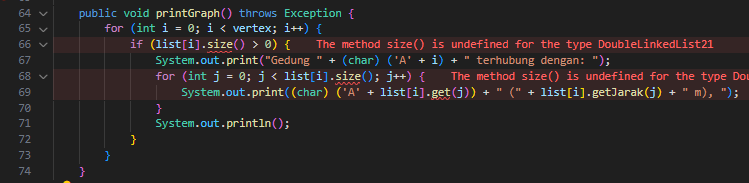 64 public void printGraph() throws Exception {
65 for (int i = 0; i < vertex; i++) {
66 if (list[i].size() > 0) { The method size() is undefined for the type DoubleLinkedList21
67 System.out.print("Gedung " + (char) ('A' + i) + " terhubung dengan: ");
68 for (int j = 0; j < list[i].size(); j++) { The method size() is undefined for the type Dou
69 System.out.print((char) ('A' + list[i].get(j)) + " (" + list[i].getJarak(j) + " m), ");
70 }
71 System.out.println();
72 }
73 }
74 }